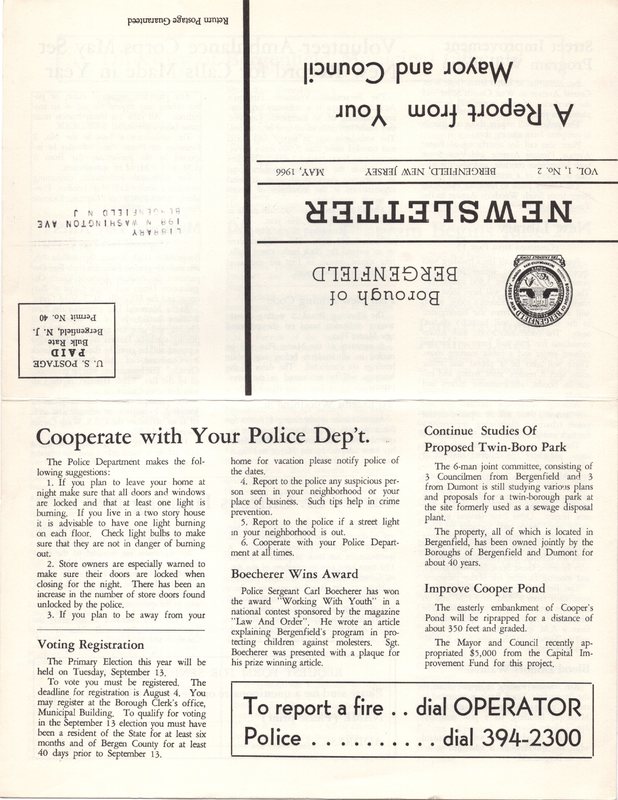 Borough of
BERGENFIELD
NEWSLETTER
VOL. 1, No. 2 BERGENFIELD, NEW JERSEY MAY, 1966
A Report from Your
Mayor and Council
U. S. POSTAGE
PAID
Bulk Rate
Bergenfield, N. J.
Permit No. 40
LIBRARY
198 N WASHINGTON AVE
BERGENFIELD N J
Return Postage Guaranteed
Cooperate with Your Police Dep't.
The Police Department makes the fol-
lowing suggestions:
1. If you plan to leave your home at
night make sure that all doors and windows
are locked and that at least one light is
burning. If you live in a two story house
it is advisable to have one light burning
on each floor. Check light bulbs to make
sure that they are not in danger of burning
out.
2. Store owners are especially warned to
make sure their doors are locked when
closing for the night. There has been an
increase in the number of store doors found
unlocked by the police.
3. If you plan to be away from your
home for vacation please notify police of
the dates.
4. Report to the police any suspicious per-
son seen in your neighborhood or your
place of business. Such tips help in crime
prevention.
5. Report to the police if a street light
in your neighborhood is out.
6. Cooperate with your Police Depart-
ment at all times.
Voting Registration
The Primary Election this year will be
held on Tuesday, September 13.
To vote you must be registered. The
deadline for registration is August 4. You
may register at the Borough Clerk's office,
Municipal Building. To qualify for voting
in the September 13 election you must have
been a resident of the State for at least six
months and of Bergen County for at least
40 days prior to September 13.
Boecherer Wins Award
Police Sergeant Carl Boecherer has won
the award "Working With Youth" in a
national contest sponsored by the magazine
"Law And Order". He wrote an article
explaining Bergenfield's program in pro-
tecting children against molesters. Sgt.
Boecherer was presented with a plaque for
his prize winning article.
Continue Studies Of
Proposed Twin-Boro Park
The 6-man joint committee, consisting of
3 Councilmen from Bergenfield and 3
from Dumont is still studying various plans
and proposals for a twin-borough park at
the site formerly used as a sewage disposal
plant.
The property, all of which is located in
Bergenfield, has been owned jointly by the
Boroughs of Bergenfield and Dumont for
about 40 years.
Improve Cooper Pond
The easterly embankment of Cooper's
Pond will be riprapped for a distance of
about 350 feet and graded.
The Mayor and Council recently ap-
propriated $5,000 from the Capital Im-
provement Fund for this project.
To report a fire . . dial OPERATOR
Police . . . . . . . . . . dial 394-2300